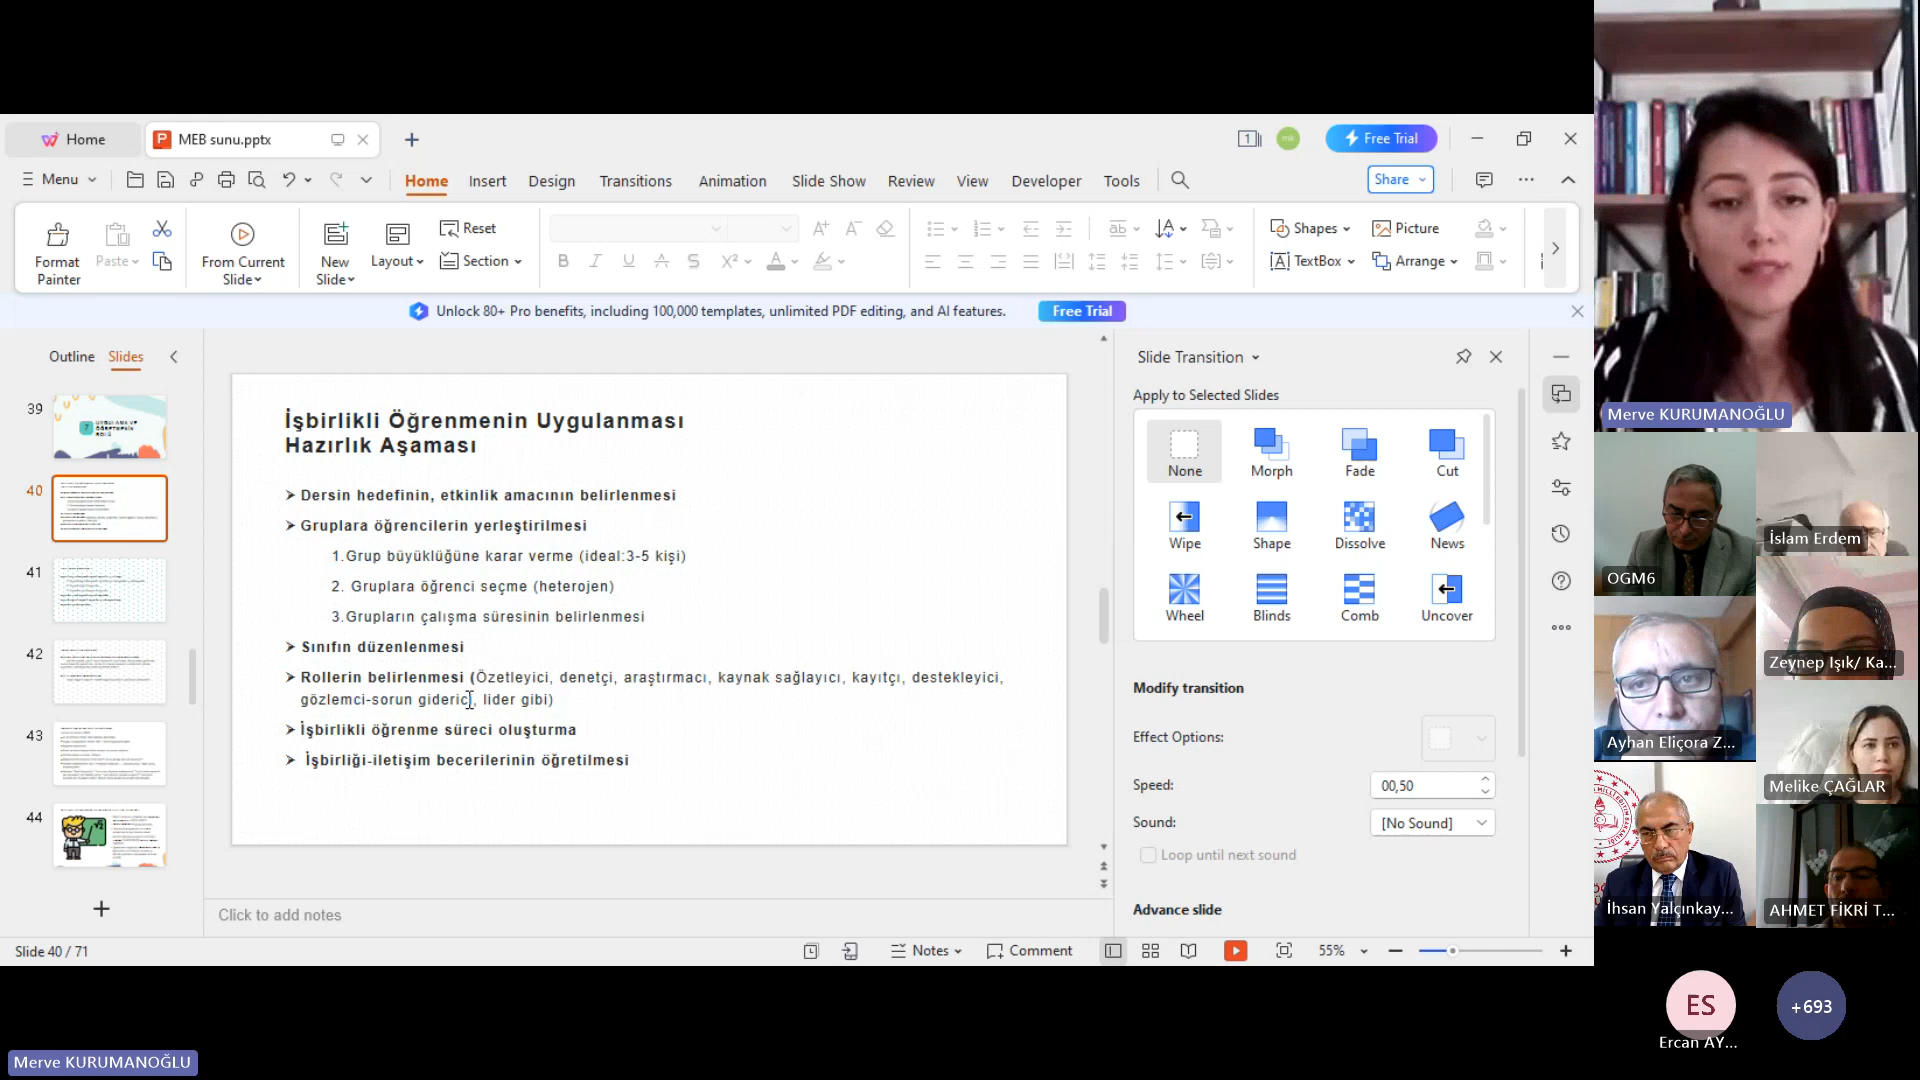 Home
MEB sunu.pptx
Free Trial
Menu
Home
Insert
Design
Transitions
Animation
Slide Show
Review
View
Developer
Tools
Share
Format
Painter
Paste
From Current
Slide
New
Slide
Layout
Reset
Section
Shapes
Picture
TextBox
Arrange
Unlock 80+ Pro benefits, including 100,000 templates, unlimited PDF editing, and AI features.
Free Trial
Outline
Slides
39
40
41
42
43
44
İşbirlikli Öğrenmenin Uygulanması
Hazırlık Aşaması
➤ Dersin hedefinin, etkinlik amacının belirlenmesi
➤ Gruplara öğrencilerin yerleştirilmesi
1.Grup büyüklüğüne karar verme (ideal:3-5 kişi)
2. Gruplara öğrenci seçme (heterojen)
3.Grupların çalışma süresinin belirlenmesi
➤ Sınıfın düzenlenmesi
➤ Rollerin belirlenmesi (Özetleyici, denetçi, araştırmacı, kaynak sağlayıcı, kayıtçı, destekleyici,
gözlemci-sorun giderici, lider gibi)
➤ İşbirlikli öğrenme süreci oluşturma
➤ İşbirliği-iletişim becerilerinin öğretilmesi
Click to add notes
Slide Transition
Apply to Selected Slides
None
Morph
Fade
Cut
Wipe
Shape
Dissolve
News
Wheel
Blinds
Comb
Uncover
Modify transition
Effect Options:
Speed:
00,50
Sound:
[No Sound]
Loop until next sound
Advance slide
Slide 40 / 71
Notes
Comment
55%
Merve KURUMANOĞLU
OGM6
İslam Erdem
Zeynep Işık/ Ka...
Ayhan Eliçora Z...
Melike ÇAĞLAR
İhsan Yalçınkay...
AHMET FİKRİ T...
ES
Ercan AY...
+693
Merve KURUMANOĞLU